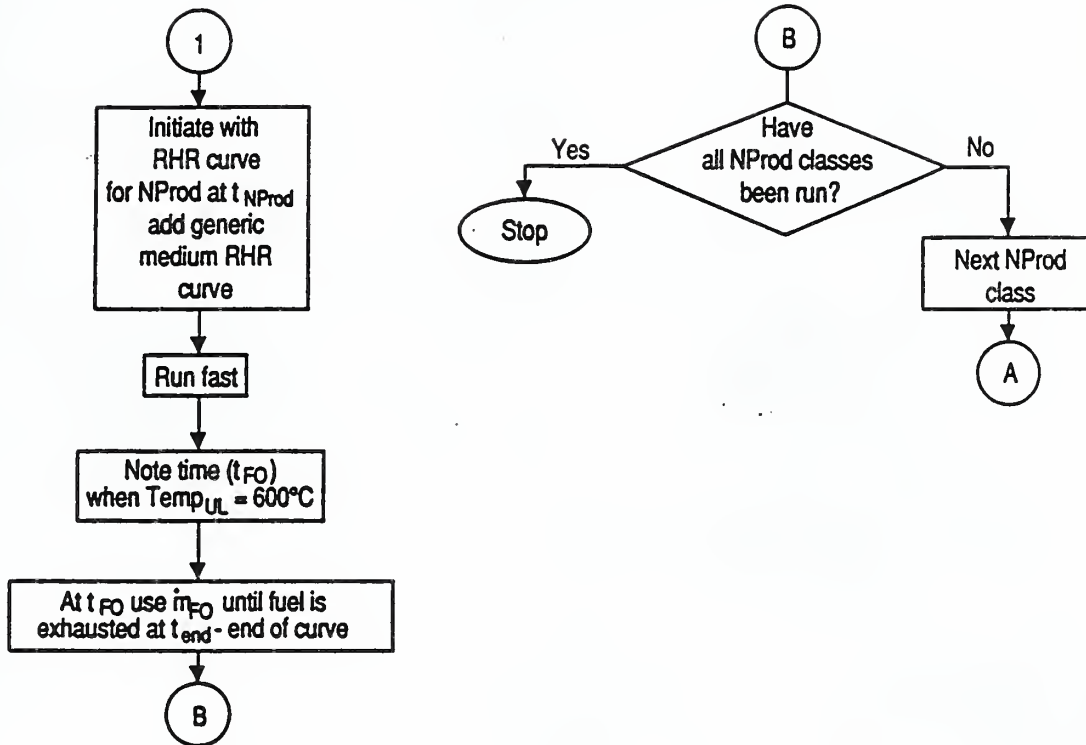 1
Initiate with
RHR curve
for NProd at t NProd
add generic
medium RHR
curve
Run fast
Note time (t FO)
when Temp UL = 600°C
At t FO use ṁ FO until fuel is
exhausted at t end - end of curve
B
B
Have
all NProd classes
been run?
Yes
No
Stop
Next NProd
class
A